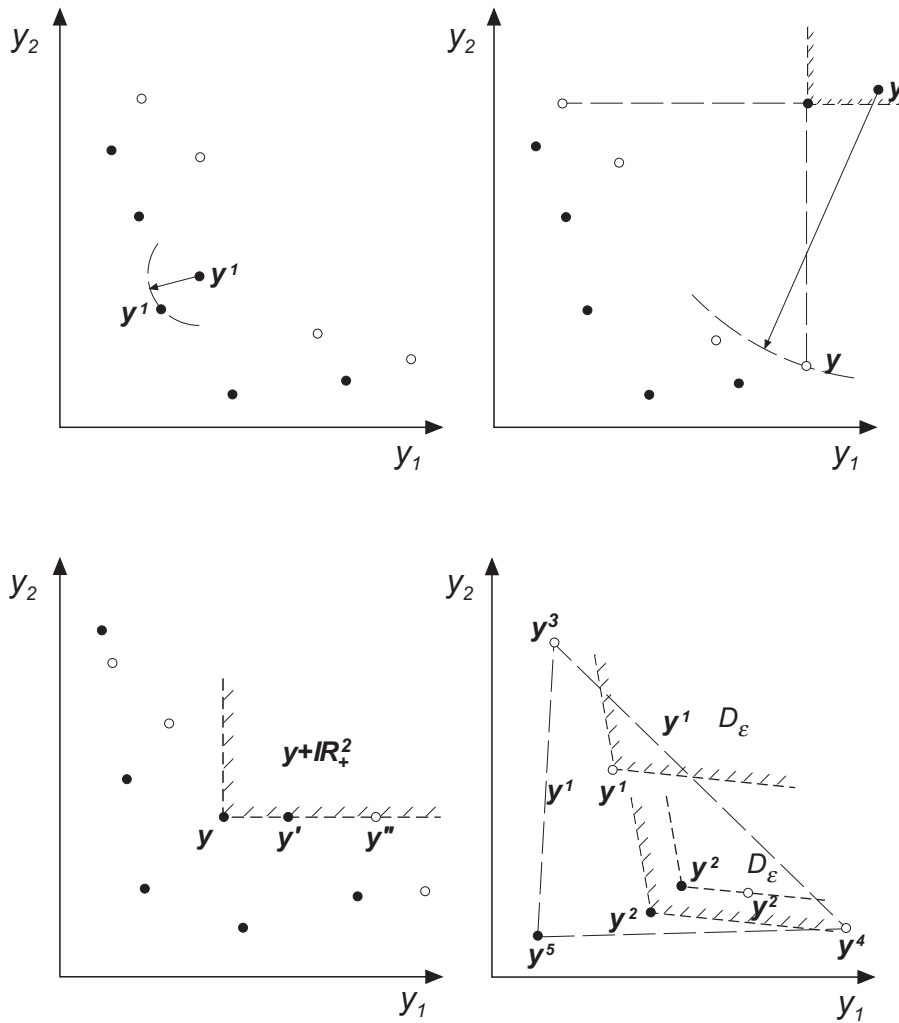 y₂
y¹
y¹
y₁
y₂
y
y
y₁
y₂
y+IR²₊
y y' y"
y₁
y₂
y³
y¹ Dε
y¹ y¹
y² Dε
y² y²
y⁵ y⁴
y₁